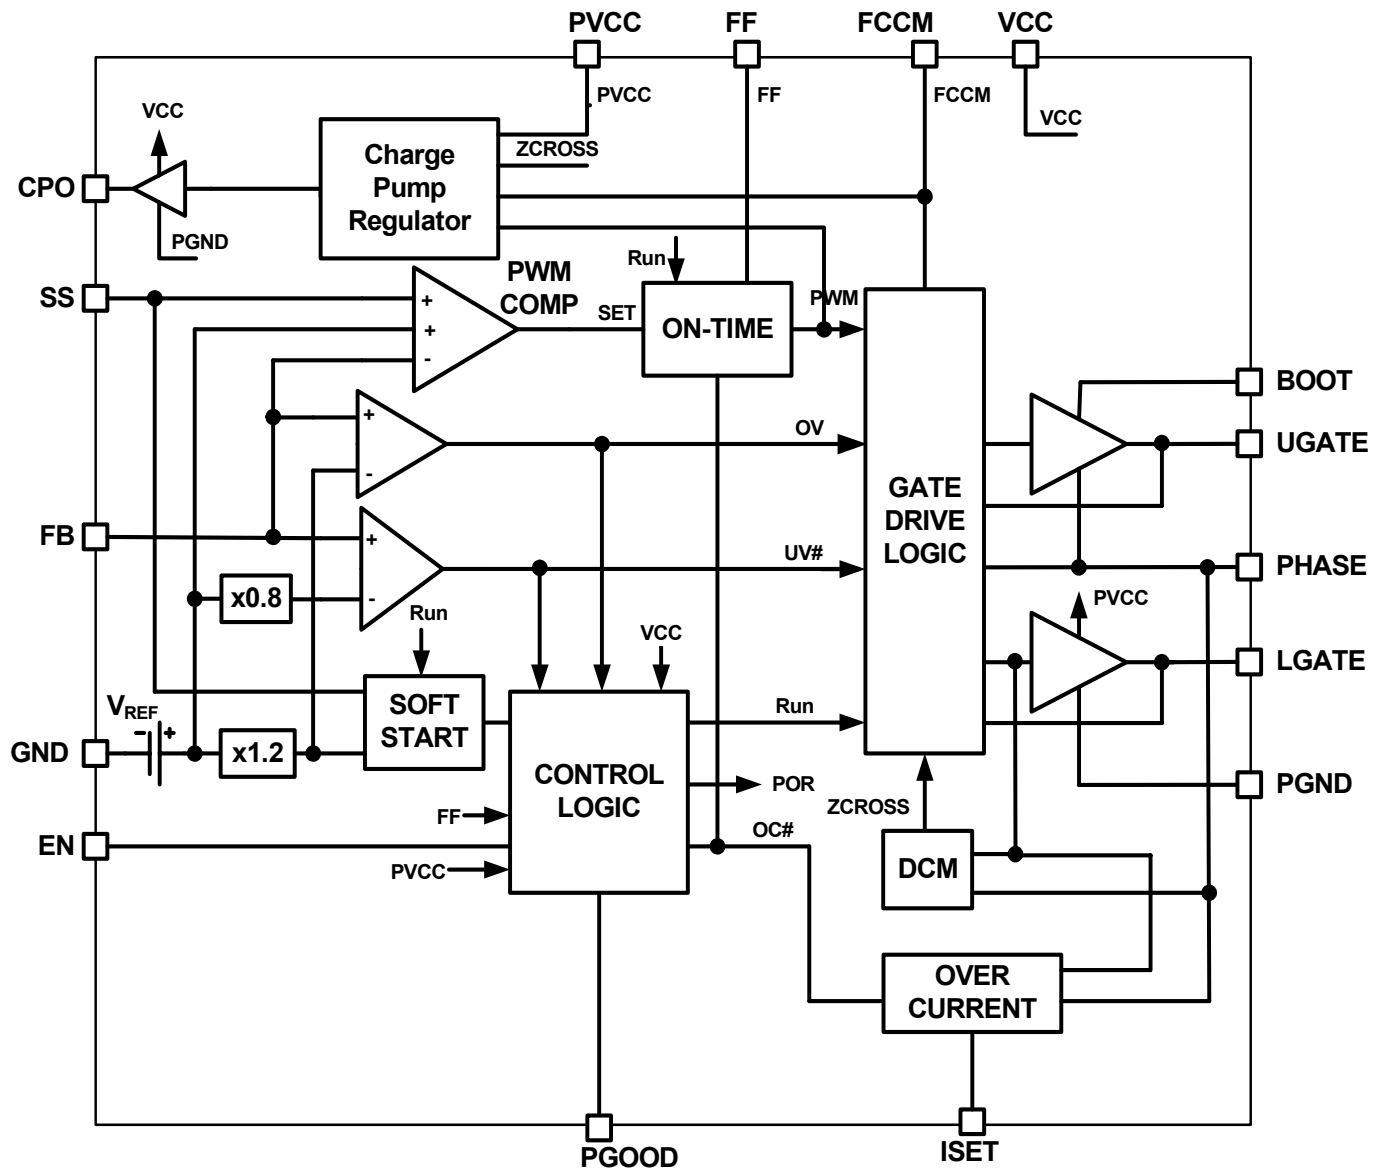 PVCC
FF
FCCM
VCC
PVCC
FF
FCCM
VCC
VCC
Charge
Pump
Regulator
ZCROSS
CPO
PGND
Run
SS
PWM
COMP
+
+
-
SET
ON-TIME
PWM
BOOT
+
-
OV
UGATE
GATE
DRIVE
LOGIC
FB
+
-
UV#
PHASE
x0.8
Run
VCC
PVCC
LGATE
VREF
- +
SOFT
START
Run
GND
x1.2
CONTROL
LOGIC
POR
PGND
FF
ZCROSS
EN
OC#
PVCC
DCM
OVER
CURRENT
PGOOD
ISET